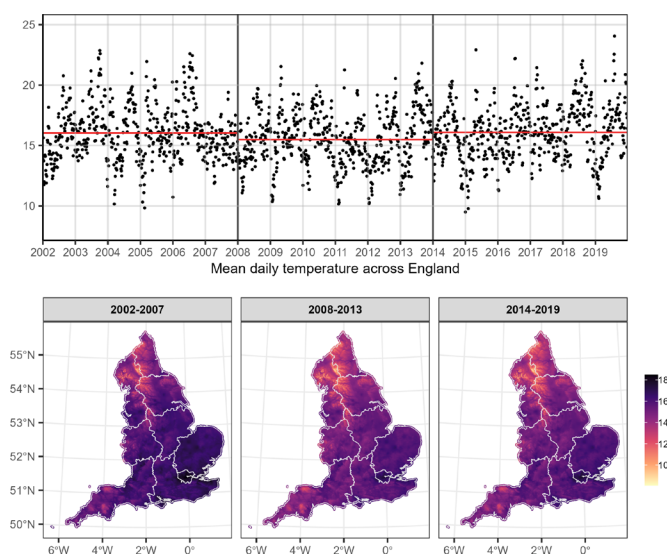 25
20
15
10
2002 2003 2004 2005 2006 2007 2008 2009 2010 2011 2012 2013 2014 2015 2016 2017 2018 2019
Mean daily temperature across England
2002-2007 2008-2013 2014-2019
55°N
54°N
53°N
52°N
51°N
50°N
18
16
14
12
10
6°W 4°W 2°W 0° 6°W 4°W 2°W 0° 6°W 4°W 2°W 0°